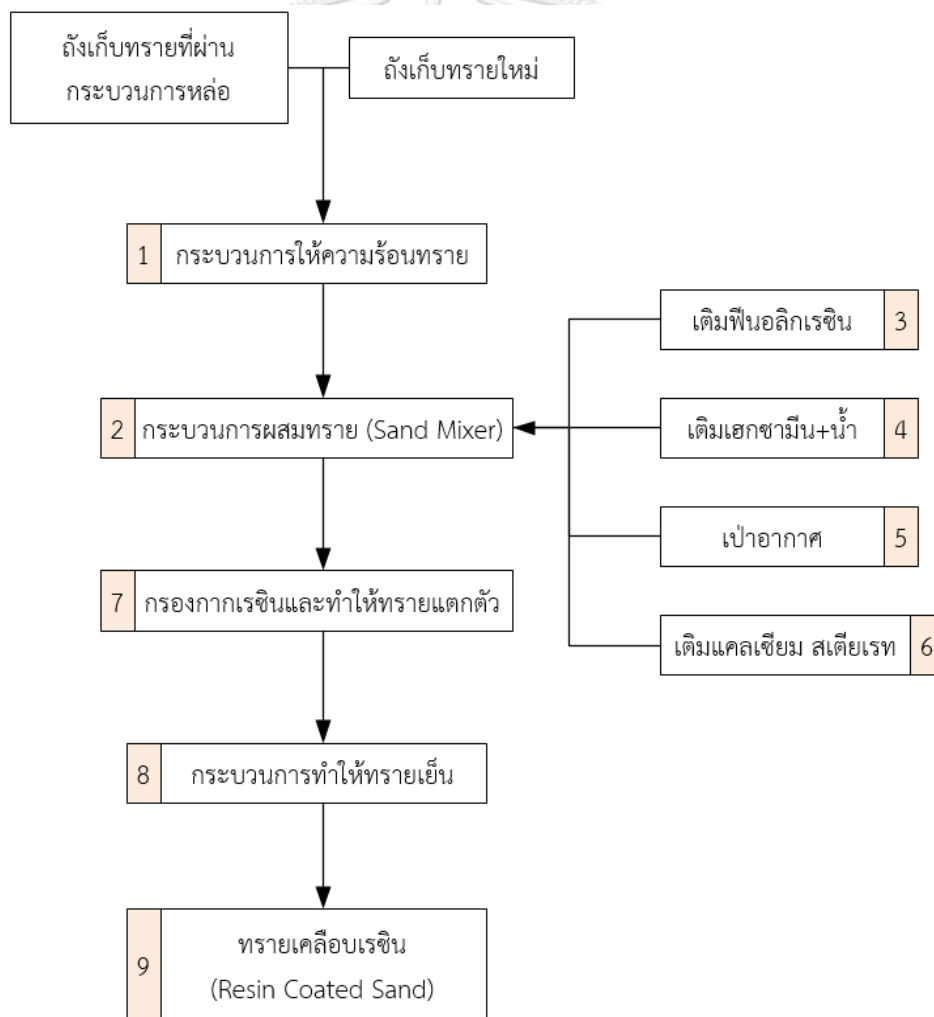 ถังเก็บทรายที่ผ่าน
กระบวนการหล่อ
ถังเก็บทรายใหม่
1 กระบวนการให้ความร้อนทราย
เติมฟีนอลิกเรซิน 3
2 กระบวนการผสมทราย (Sand Mixer)
เติมเฮกซามีน+น้ำ 4
เป่าอากาศ 5
7 กรองกากเรซินและทำให้ทรายแตกตัว
เติมแคลเซียม สเตียเรท 6
8 กระบวนการทำให้ทรายเย็น
9 ทรายเคลือบเรซิน
(Resin Coated Sand)